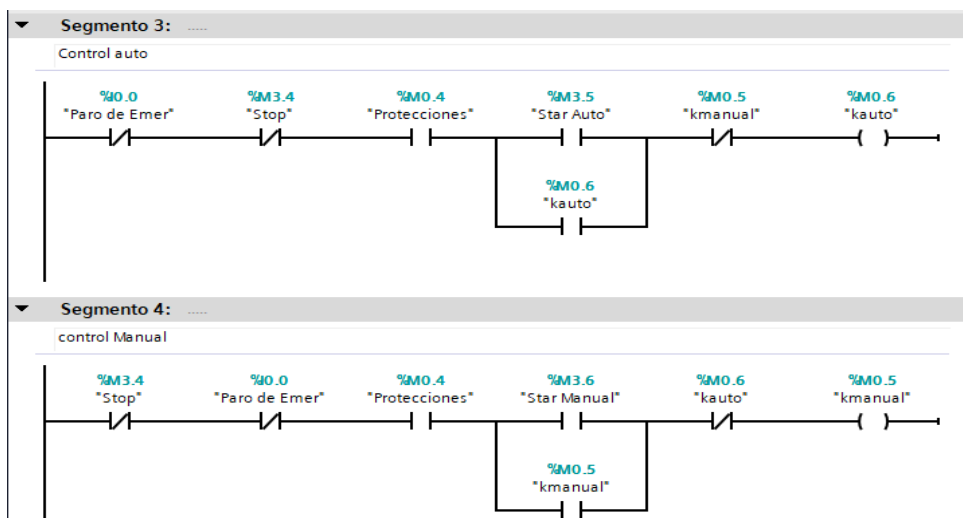 Segmento 3: .....
Control auto
%I0.0 %M3.4 %M0.4 %M3.5 %M0.5 %M0.6
"Paro de Emer" "Stop" "Protecciones" "Star Auto" "kmanual" "kauto"
%M0.6
"kauto"
Segmento 4: .....
control Manual
%M3.4 %I0.0 %M0.4 %M3.6 %M0.6 %M0.5
"Stop" "Paro de Emer" "Protecciones" "Star Manual" "kauto" "kmanual"
%M0.5
"kmanual"